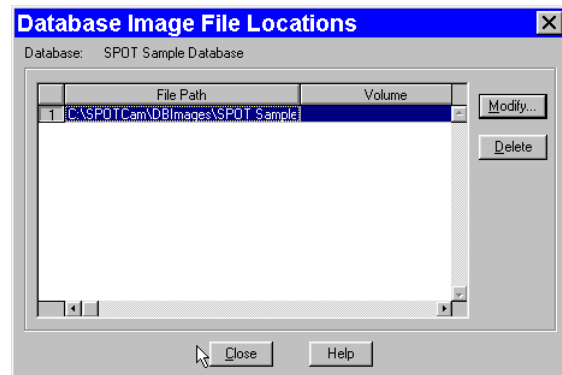 Database Image File Locations
Database: SPOT Sample Database
File Path Volume
1 C:\SPOTCam\DBImages\SPOT Sample
Modify...
Delete
Close Help